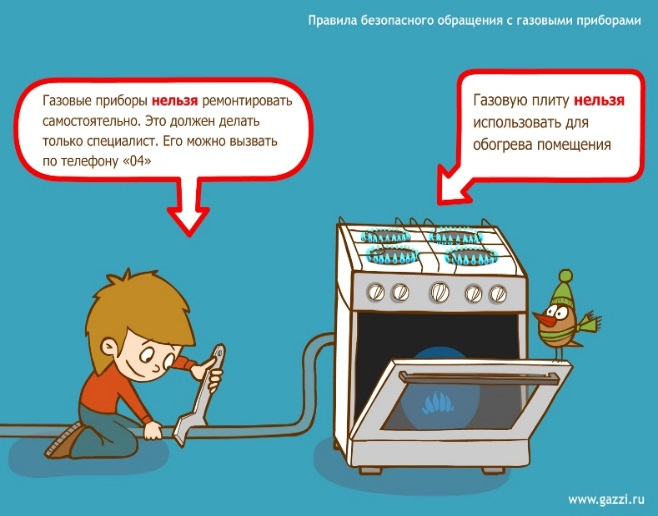 Правила безопасного обращения с газовыми приборами
Газовые приборы нельзя ремонтировать
самостоятельно. Это должен делать
только специалист. Его можно вызвать
по телефону «04»
Газовую плиту нельзя
использовать для
обогрева помещения
www.gazzi.ru